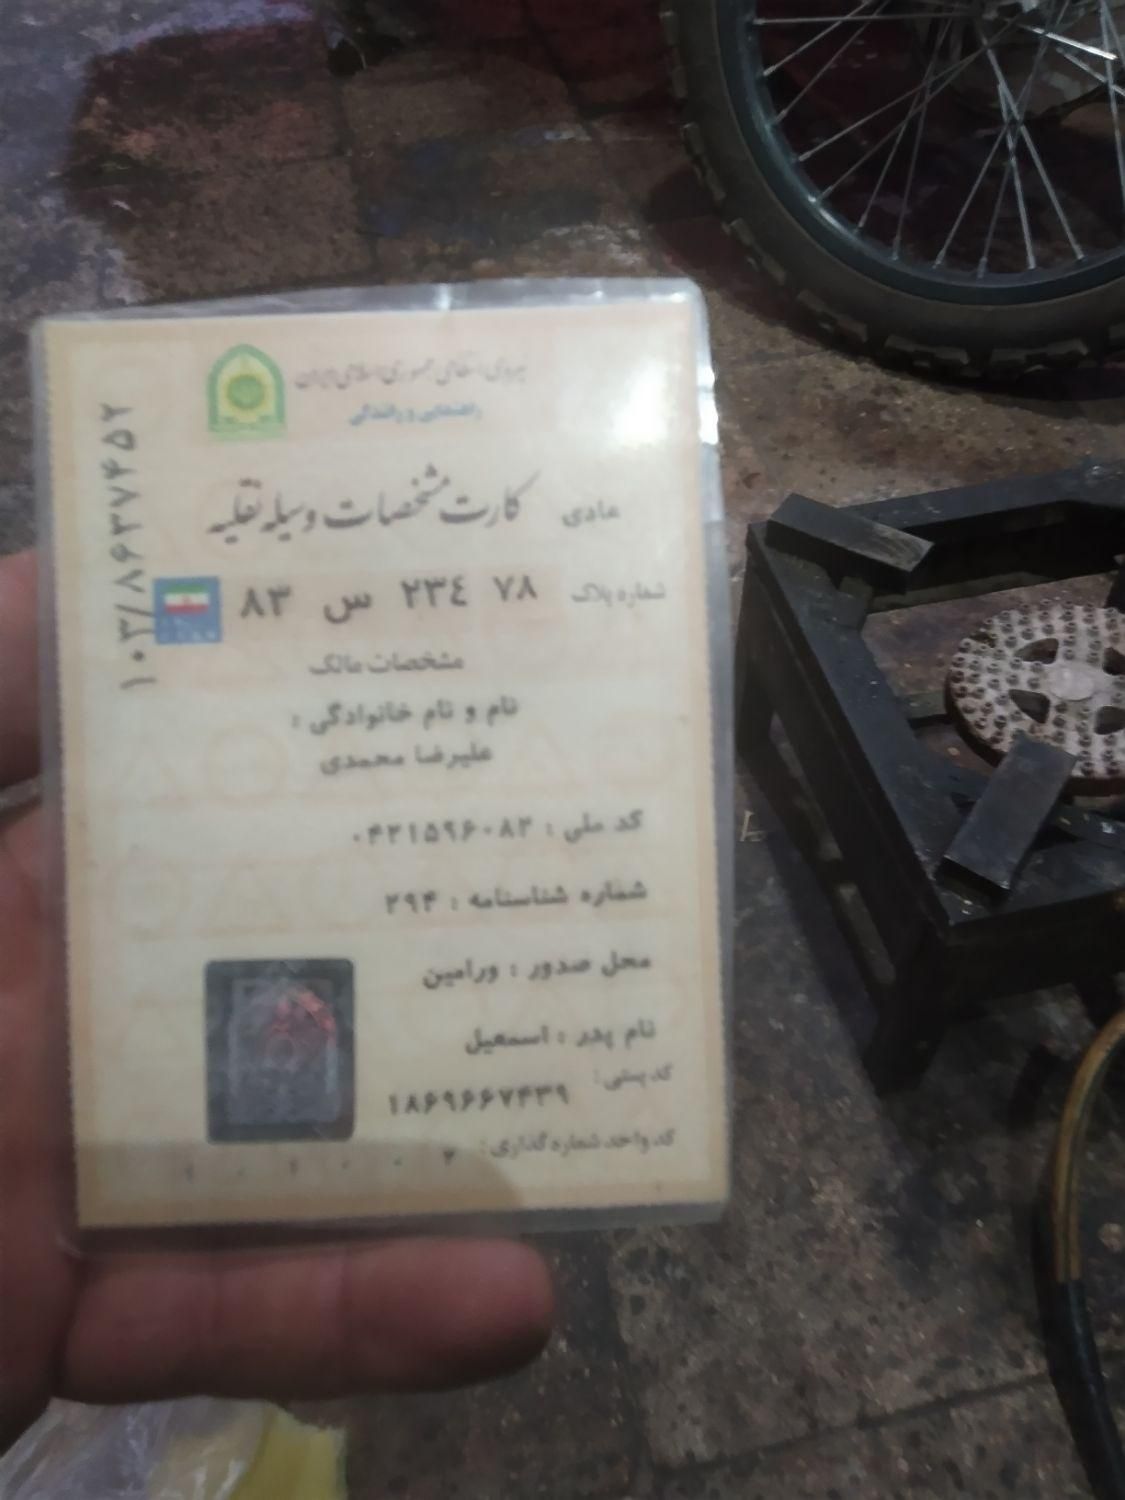 نیروی انتظامی جمهوری اسلامی ایران
راهنمایی و رانندگی
کارت مشخصات وسیله نقلیه عادی
شماره پلاک ۷۸ ۲۳۴ س ۸۳
مشخصات مالک
نام و نام خانوادگی :
علیرضا محمدی
کد ملی : ۰۴۲۱۵۹۶۰۸۲
شماره شناسنامه : ۲۹۴
محل صدور : ورامین
نام پدر : اسمعیل
کد پستی :
۱۸۶۹۶۶۷۴۳۹
کد واحد شماره گذاری :
۱۰۳/۸۶۳۷۴۵۲